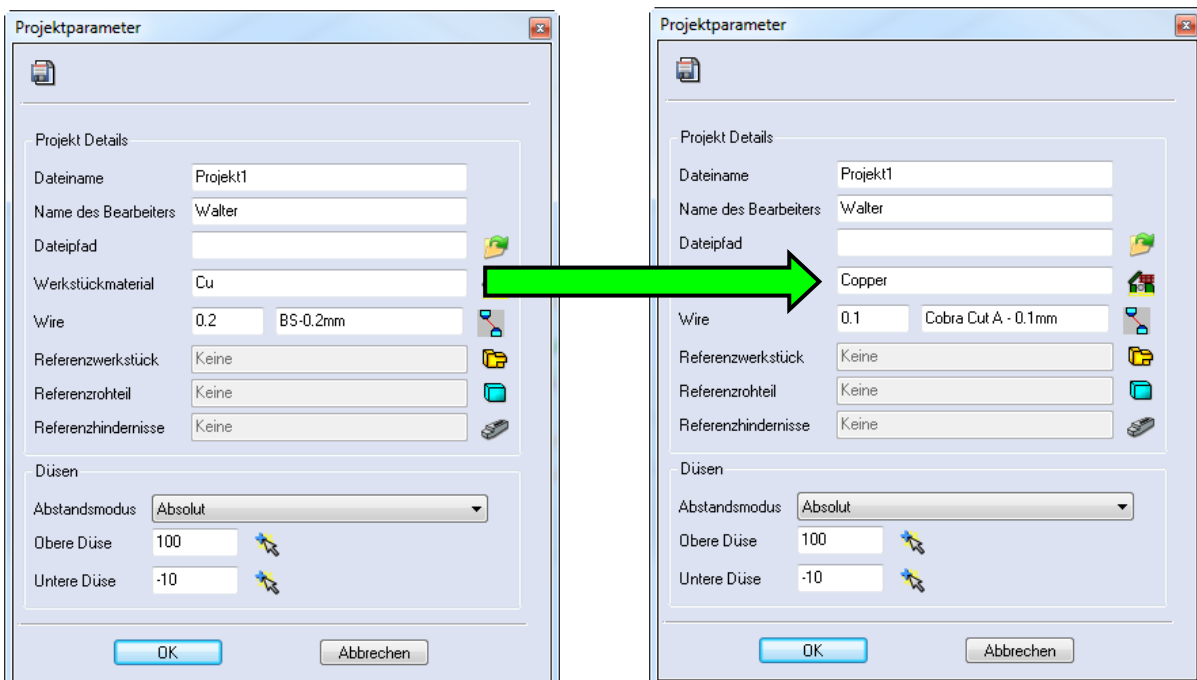 Projektparameter
Projekt Details
Dateiname Projekt1
Name des Bearbeiters Walter
Dateipfad
Werkstückmaterial Cu
Wire 0.2 BS-0.2mm
Referenzwerkstück Keine
Referenzrohteil Keine
Referenzhindernisse Keine
Düsen
Abstandsmodus Absolut
Obere Düse 100
Untere Düse -10
OK Abbrechen
Projektparameter
Projekt Details
Dateiname Projekt1
Name des Bearbeiters Walter
Dateipfad
Copper
Wire 0.1 Cobra Cut A - 0.1mm
Referenzwerkstück Keine
Referenzrohteil Keine
Referenzhindernisse Keine
Düsen
Abstandsmodus Absolut
Obere Düse 100
Untere Düse -10
OK Abbrechen